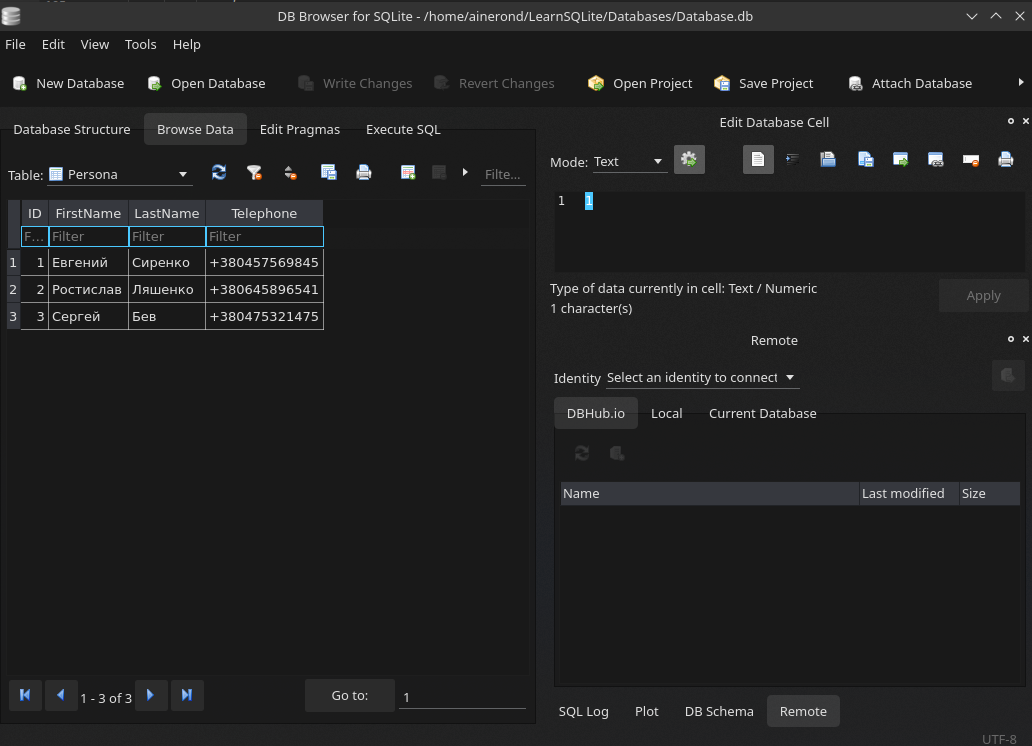 DB Browser for SQLite - /home/ainerond/LearnSQLite/Databases/Database.db
File Edit View Tools Help
New Database Open Database Write Changes Revert Changes Open Project Save Project Attach Database
Database Structure Browse Data Edit Pragmas Execute SQL
Table: Persona Filte...
ID FirstName LastName Telephone
F... Filter Filter Filter
1 1 Евгений Сиренко +380457569845
2 2 Ростислав Ляшенко +380645896541
3 3 Сергей Бев +380475321475
1 - 3 of 3 Go to: 1
Edit Database Cell
Mode: Text
1 1
Type of data currently in cell: Text / Numeric
1 character(s)
Apply
Remote
Identity Select an identity to connect
DBHub.io Local Current Database
Name Last modified Size
SQL Log Plot DB Schema Remote
UTF-8